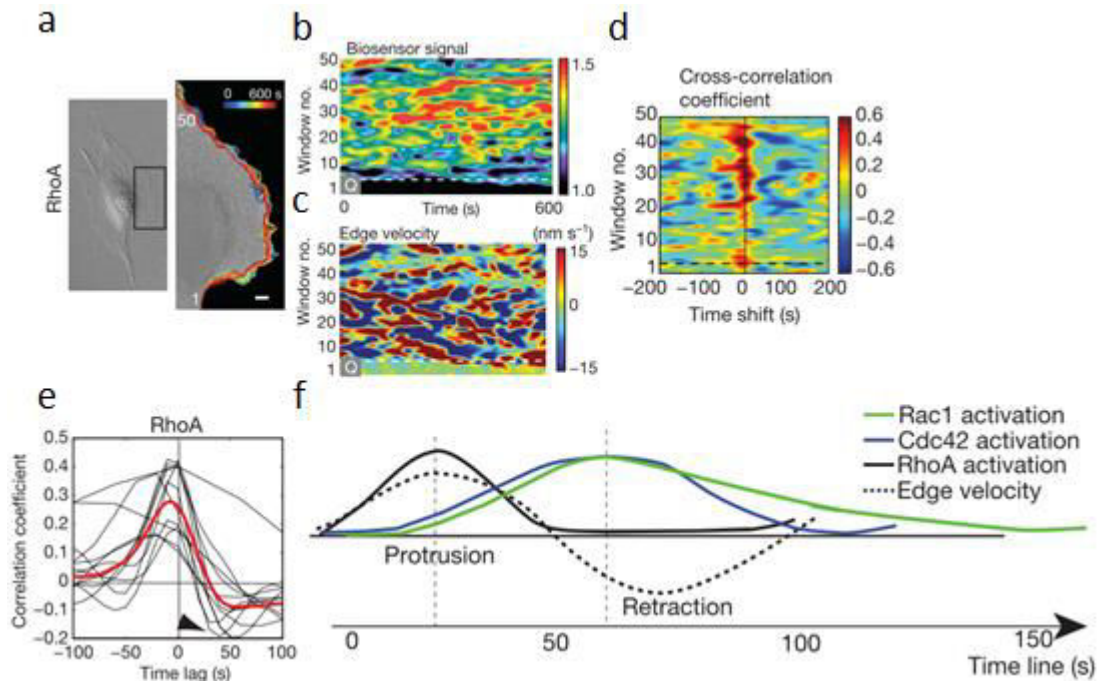 a
RhoA
0 600 s
50
1
b
Biosensor signal
Window no.
50
40
30
20
10
1
0 Time (s) 600
1.5
1.0
c
Edge velocity
(nm s⁻¹)
Window no.
50
40
30
20
10
1
15
0
−15
d
Cross-correlation
coefficient
Window no.
50
40
30
20
10
1
−200 −100 0 100 200
Time shift (s)
0.6
0.4
0.2
0
−0.2
−0.4
−0.6
e
RhoA
Correlation coefficient
0.5
0.4
0.3
0.2
0.1
0
−0.1
−0.2
−100 −50 0 50 100
Time lag (s)
f
Rac1 activation
Cdc42 activation
RhoA activation
Edge velocity
Protrusion
Retraction
0 50 100 150
Time line (s)